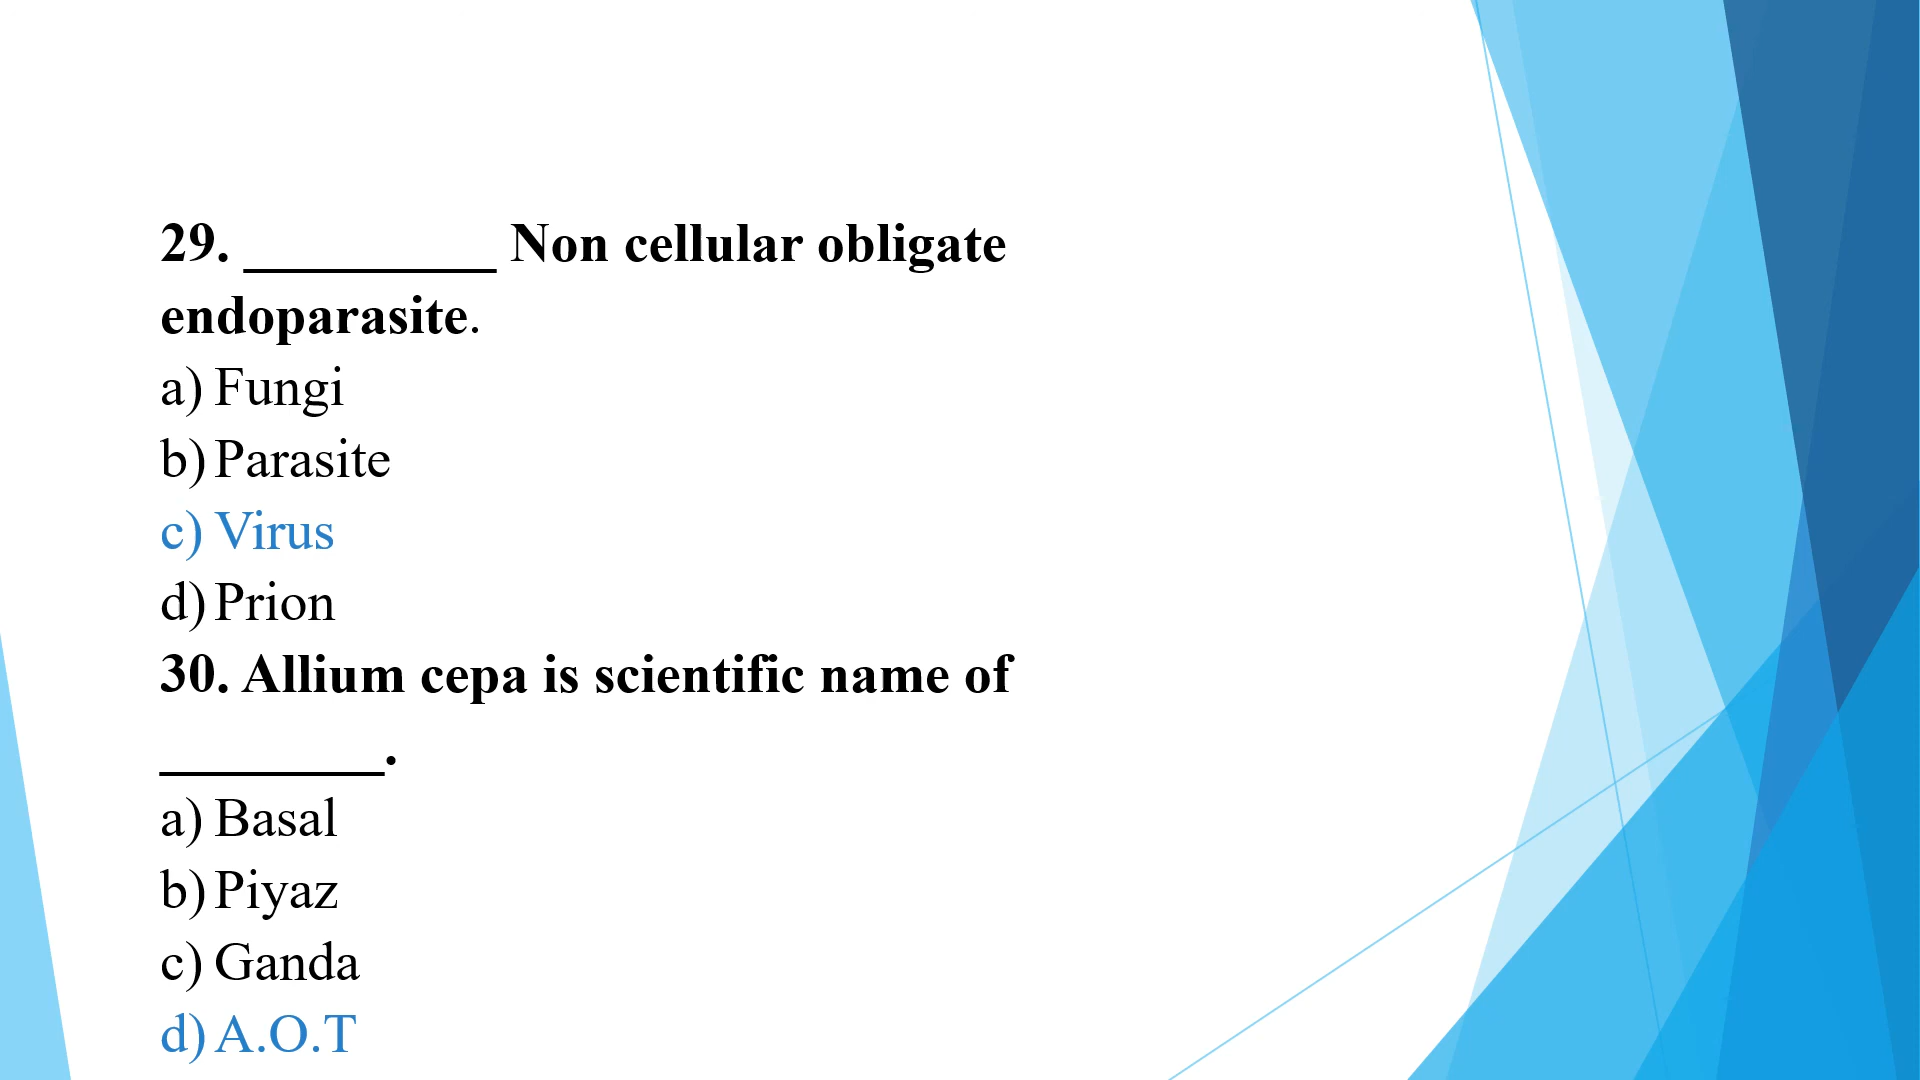 29. _________ Non cellular obligate
endoparasite.
a) Fungi
b) Parasite
c) Virus
d) Prion
30. Allium cepa is scientific name of
________.
a) Basal
b) Piyaz
c) Ganda
d) A.O.T